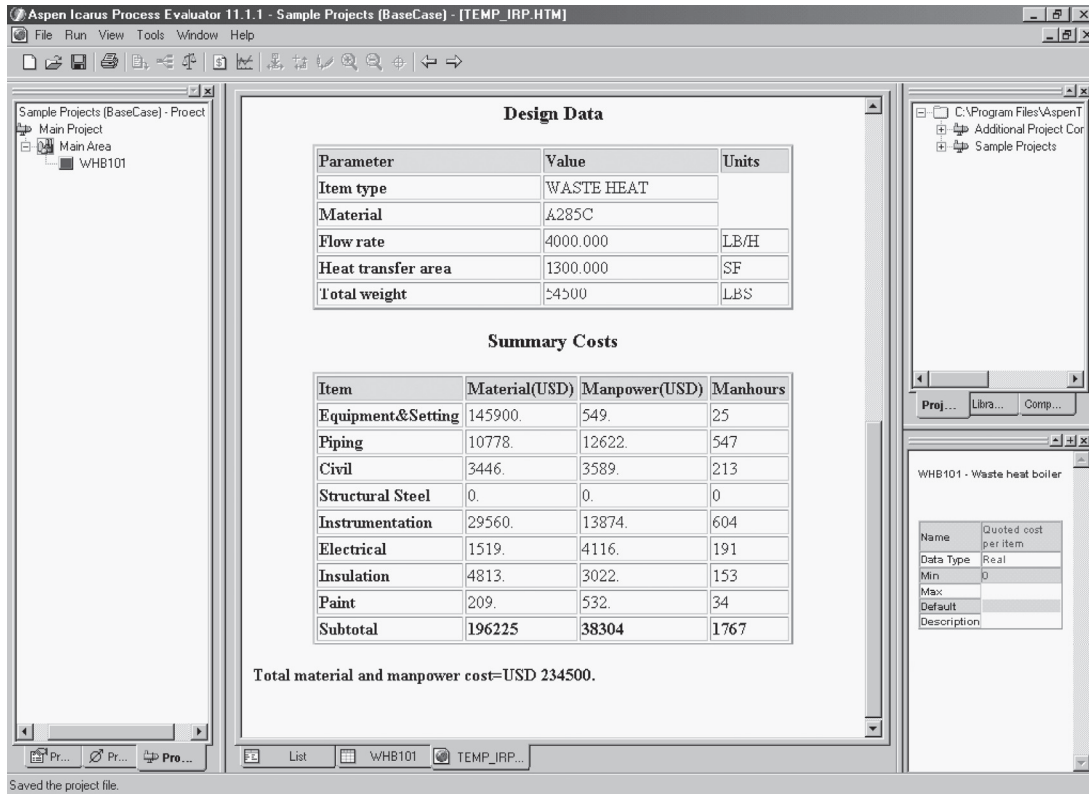 Aspen Icarus Process Evaluator 11.1.1 - Sample Projects (BaseCase) - [TEMP_IRP.HTM]
File Run View Tools Window Help
Sample Projects (BaseCase) - Proect
Main Project
Main Area
WHB101
Design Data
Parameter Value Units
Item type WASTE HEAT
Material A285C
Flow rate 4000.000 LB/H
Heat transfer area 1300.000 SF
Total weight 54500 LBS
Summary Costs
Item Material(USD) Manpower(USD) Manhours
Equipment&Setting 145900. 549. 25
Piping 10778. 12622. 547
Civil 3446. 3589. 213
Structural Steel 0. 0. 0
Instrumentation 29560. 13874. 604
Electrical 1519. 4116. 191
Insulation 4813. 3022. 153
Paint 209. 532. 34
Subtotal 196225 38304 1767
Total material and manpower cost=USD 234500.
C:\Program Files\AspenT
Additional Project Cor
Sample Projects
Proj... Libra... Comp...
WHB101 - Waste heat boiler
Name Quoted cost per item
Data Type Real
Min 0
Max
Default
Description
Pr... Pr... Pro...
List WHB101 TEMP_IRP...
Saved the project file.